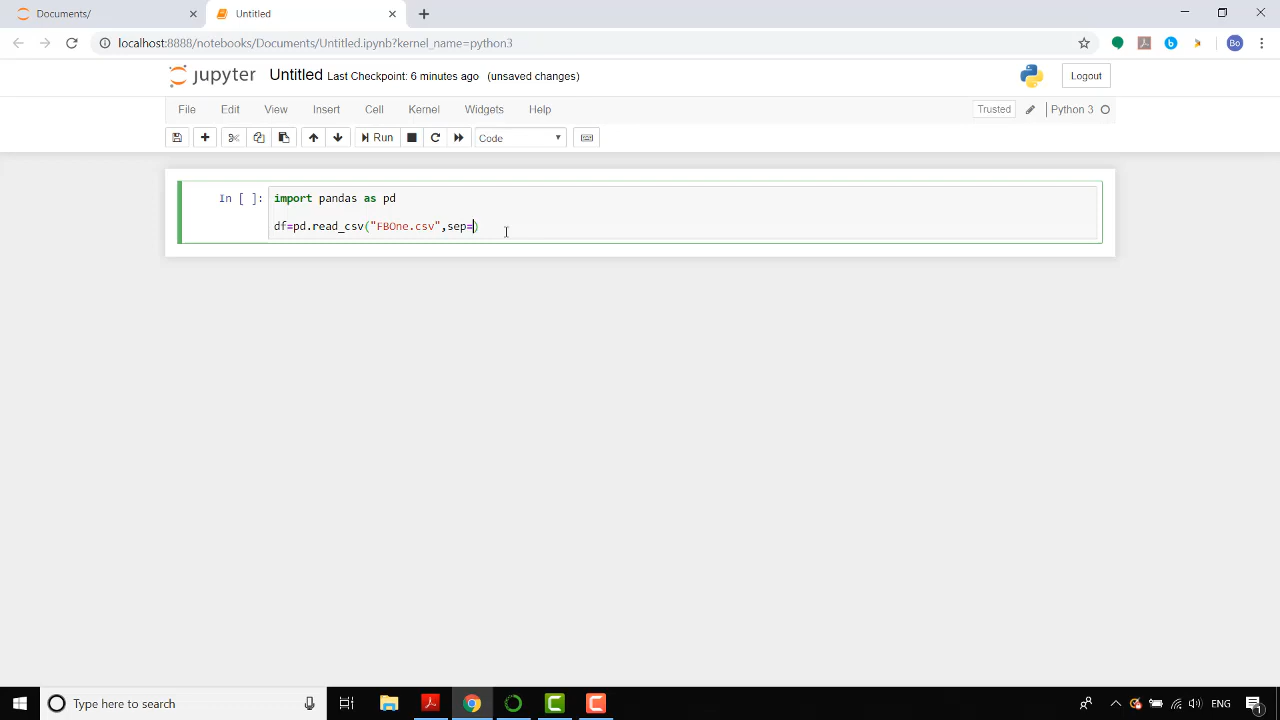 Documents/
Untitled
localhost:8888/notebooks/Documents/Untitled.ipynb?kernel_name=python3
Bo
jupyter Untitled Last Checkpoint: 6 minutes ago (unsaved changes)
Logout
File Edit View Insert Cell Kernel Widgets Help
Trusted Python 3
Run Code
In [ ]: import pandas as pd
df=pd.read_csv("FBOne.csv",sep=)
Type here to search
ENG
1